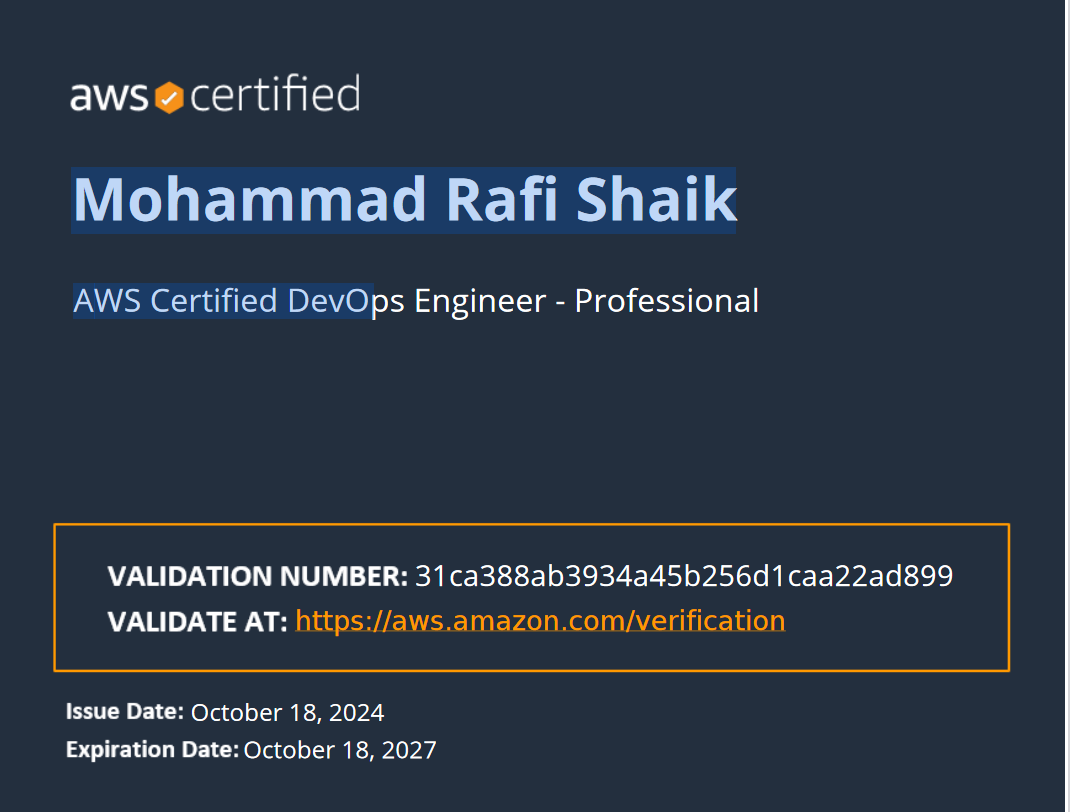 aws certified
Mohammad Rafi Shaik
AWS Certified DevOps Engineer - Professional
VALIDATION NUMBER: 31ca388ab3934a45b256d1caa22ad899
VALIDATE AT: https://aws.amazon.com/verification
Issue Date: October 18, 2024
Expiration Date: October 18, 2027